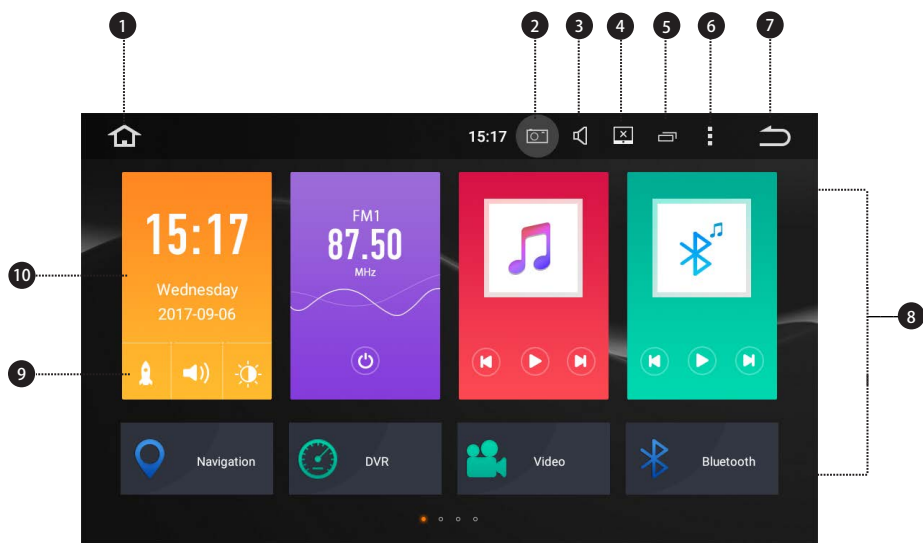 1
2
3
4
5
6
7
15:17
15:17
Wednesday
2017-09-06
FM1
87.50
MHz
10
9
8
Navigation
DVR
Video
Bluetooth